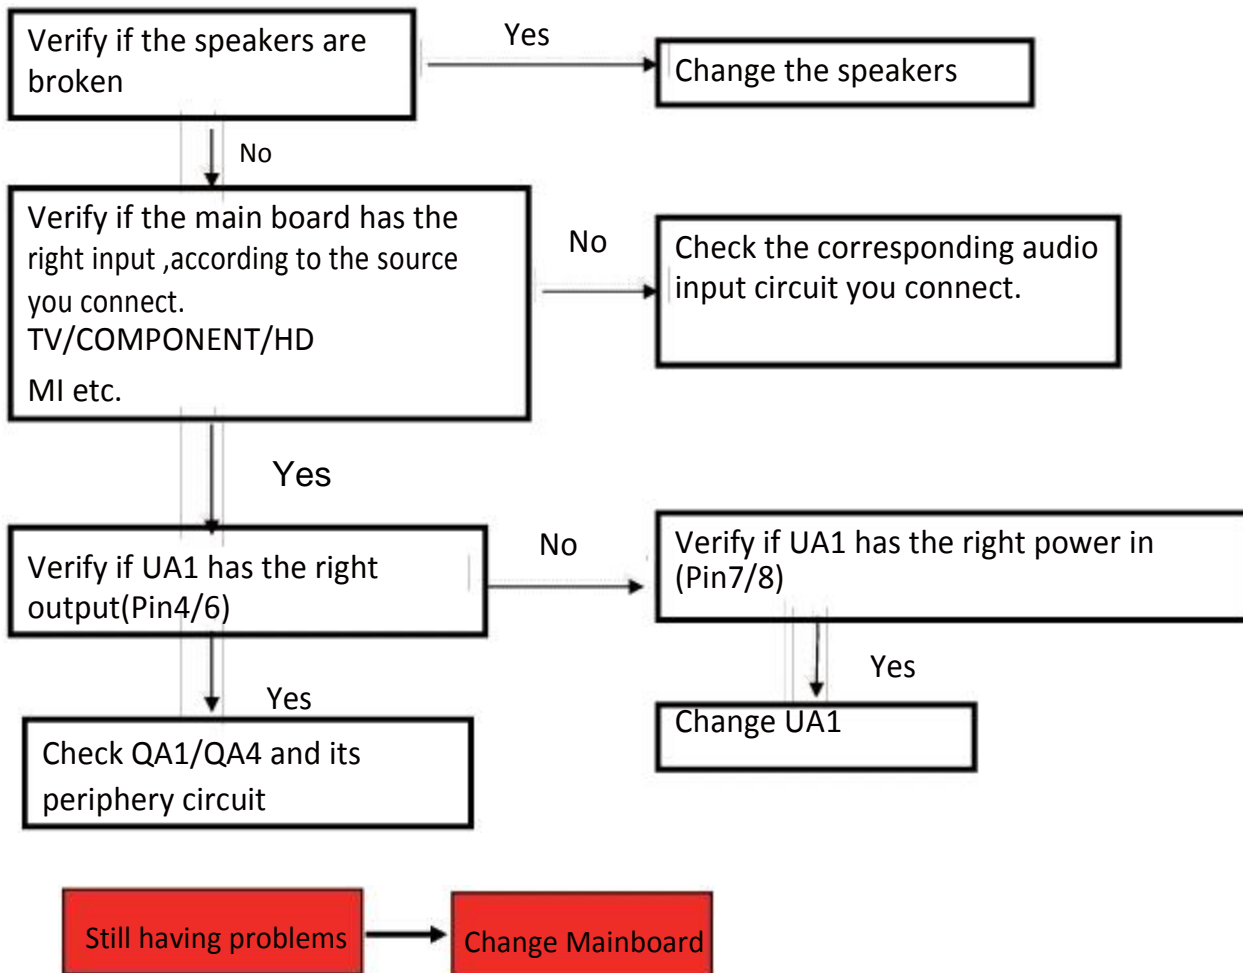 Verify if the speakers are
broken
Yes
Change the speakers
No
Verify if the main board has the
right input ,according to the source
you connect.
TV/COMPONENT/HD
MI etc.
No
Check the corresponding audio
input circuit you connect.
Yes
Verify if UA1 has the right
output(Pin4/6)
No
Verify if UA1 has the right power in
(Pin7/8)
Yes
Check QA1/QA4 and its
periphery circuit
Yes
Change UA1
Still having problems
Change Mainboard